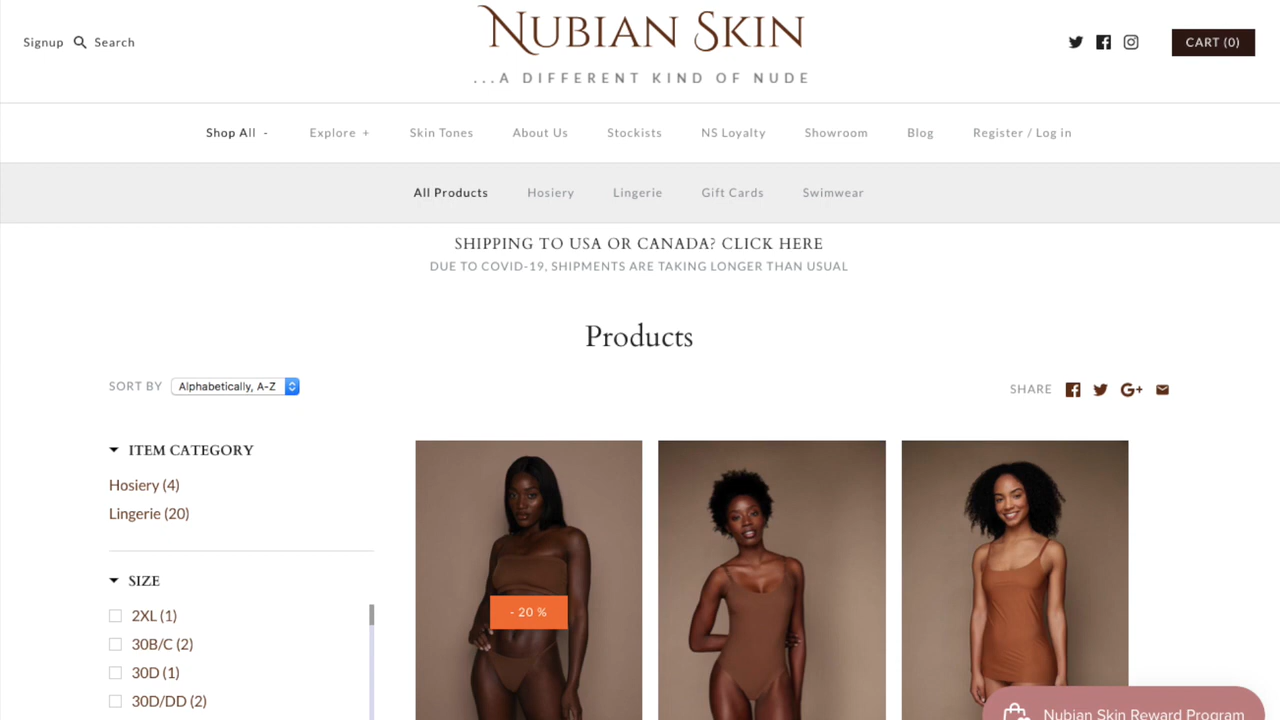 Signup Search
NUBIAN SKIN
...A DIFFERENT KIND OF NUDE
CART (0)
Shop All - Explore + Skin Tones About Us Stockists NS Loyalty Showroom Blog Register / Log in
All Products Hosiery Lingerie Gift Cards Swimwear
SHIPPING TO USA OR CANADA? CLICK HERE
DUE TO COVID-19, SHIPMENTS ARE TAKING LONGER THAN USUAL
Products
SORT BY Alphabetically, A-Z
SHARE G+
ITEM CATEGORY
Hosiery (4)
Lingerie (20)
SIZE
2XL (1)
30B/C (2)
30D (1)
30D/DD (2)
- 20 %
Nubian Skin Reward Program